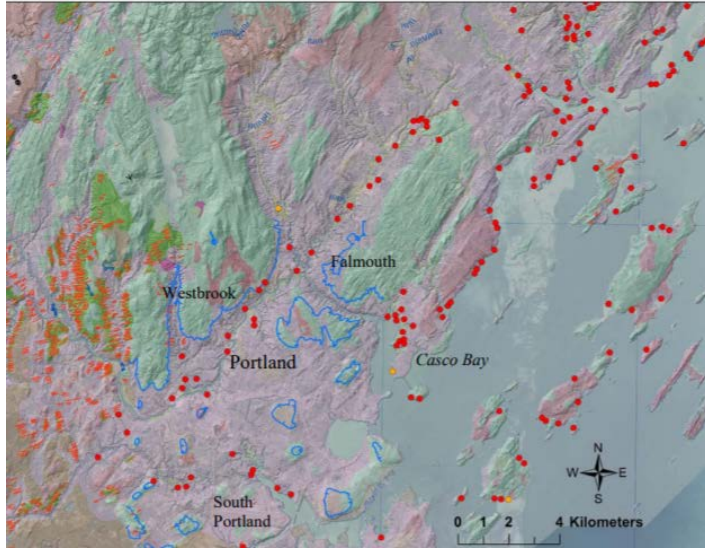 Falmouth
Westbrook
Portland
Casco Bay
South
Portland
N
W E
S
0 1 2 4 Kilometers